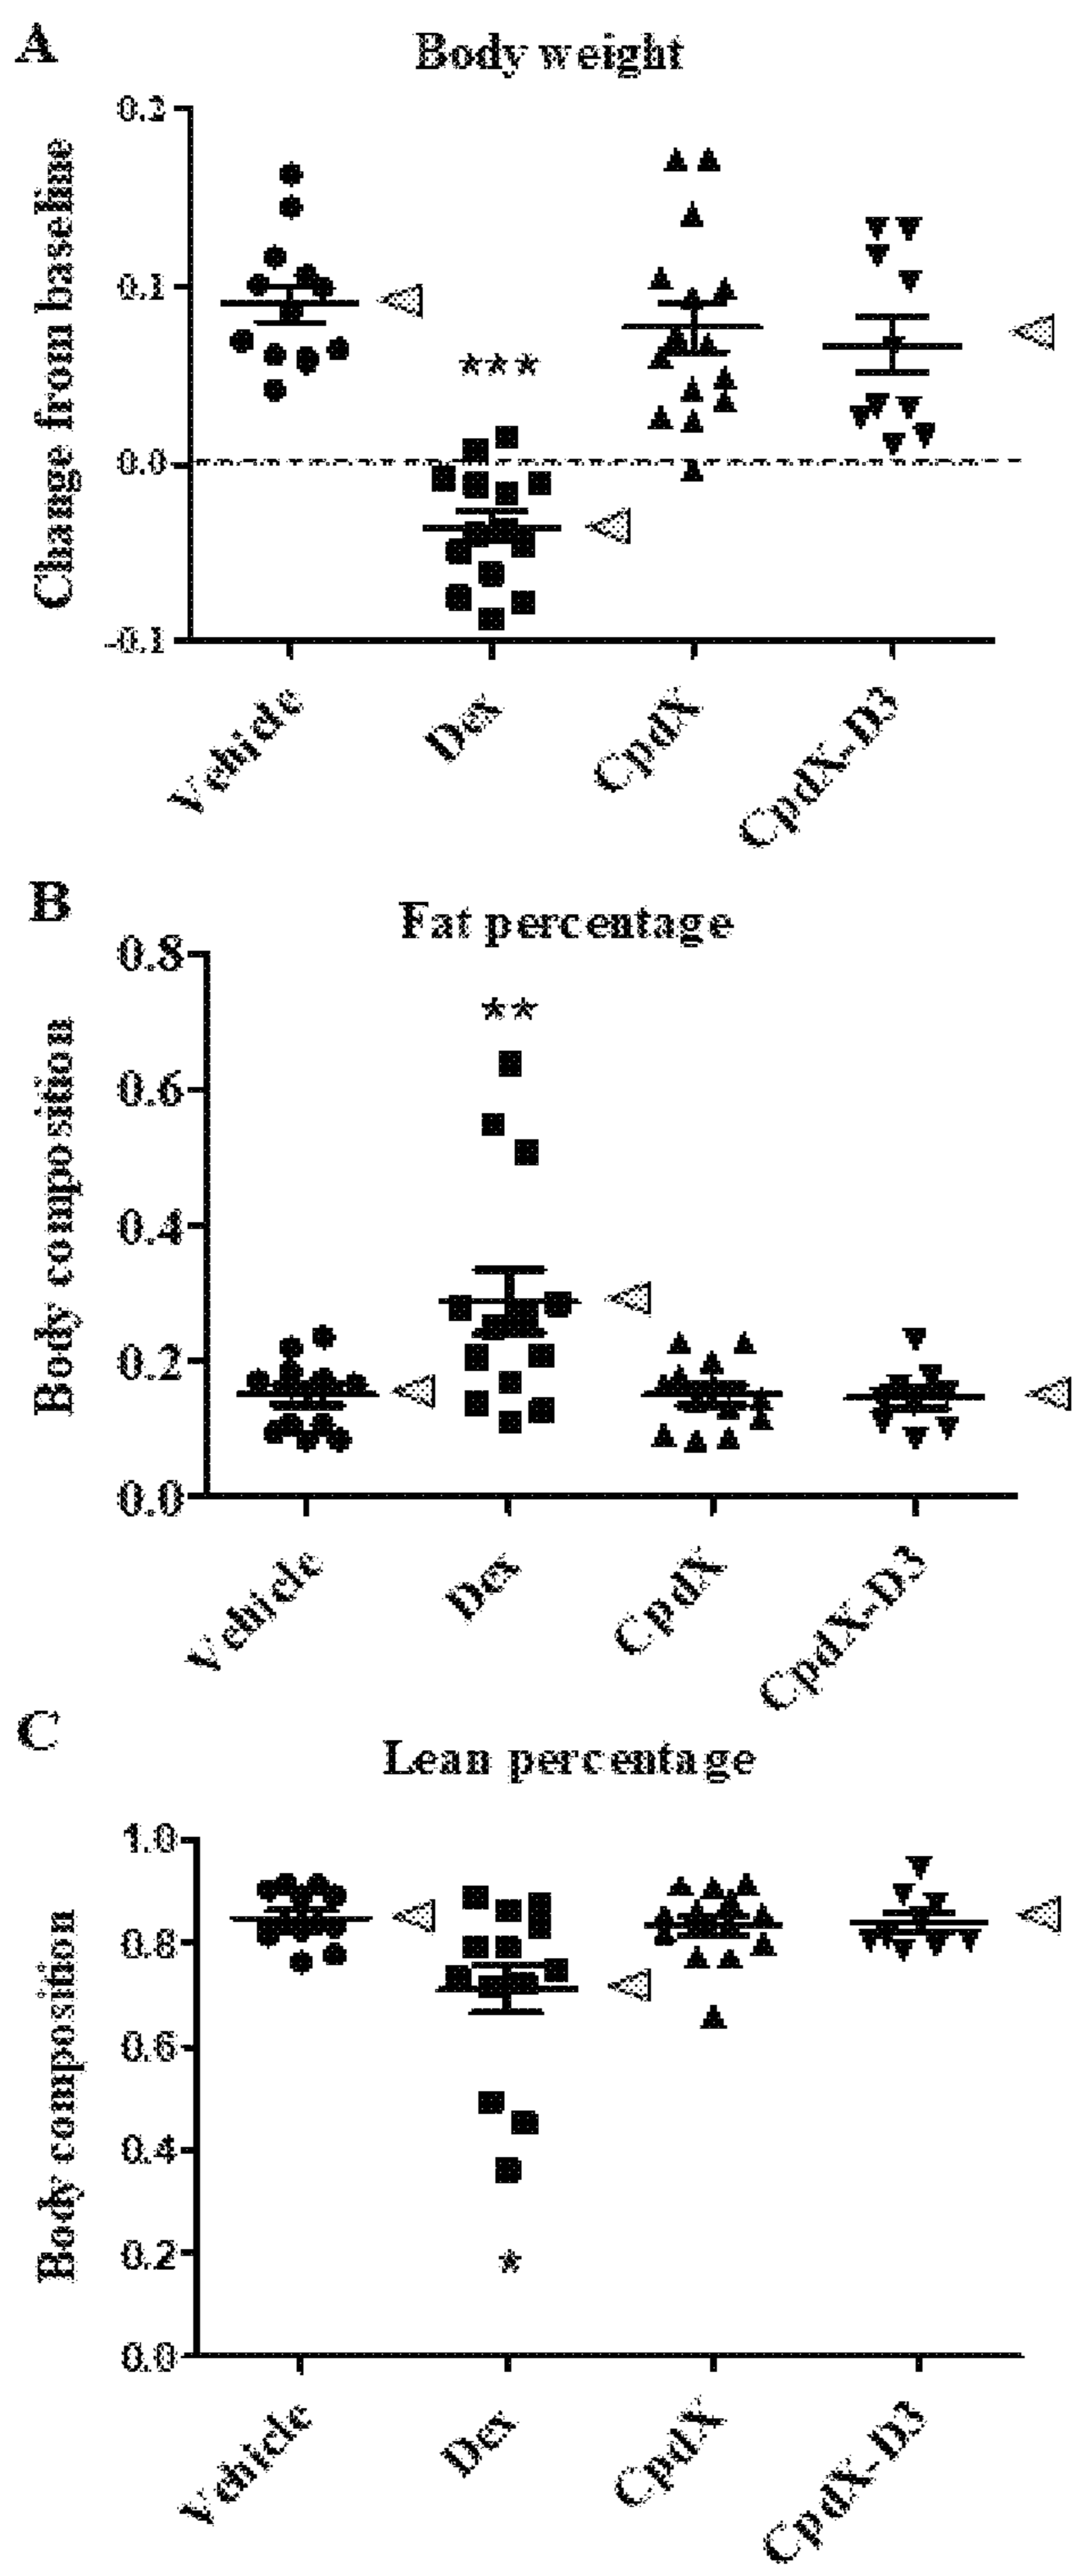 A
Body weight
Change from baseline
0.2
0.1
0.0
-0.1
***
Vehicle
Dex
CpdX
CpdX-D3
B
Fat percentage
Body composition
0.8
0.6
0.4
0.2
0.0
**
Vehicle
Dex
CpdX
CpdX-D3
C
Lean percentage
Body composition
1.0
0.8
0.6
0.4
0.2
0.0
*
Vehicle
Dex
CpdX
CpdX-D3